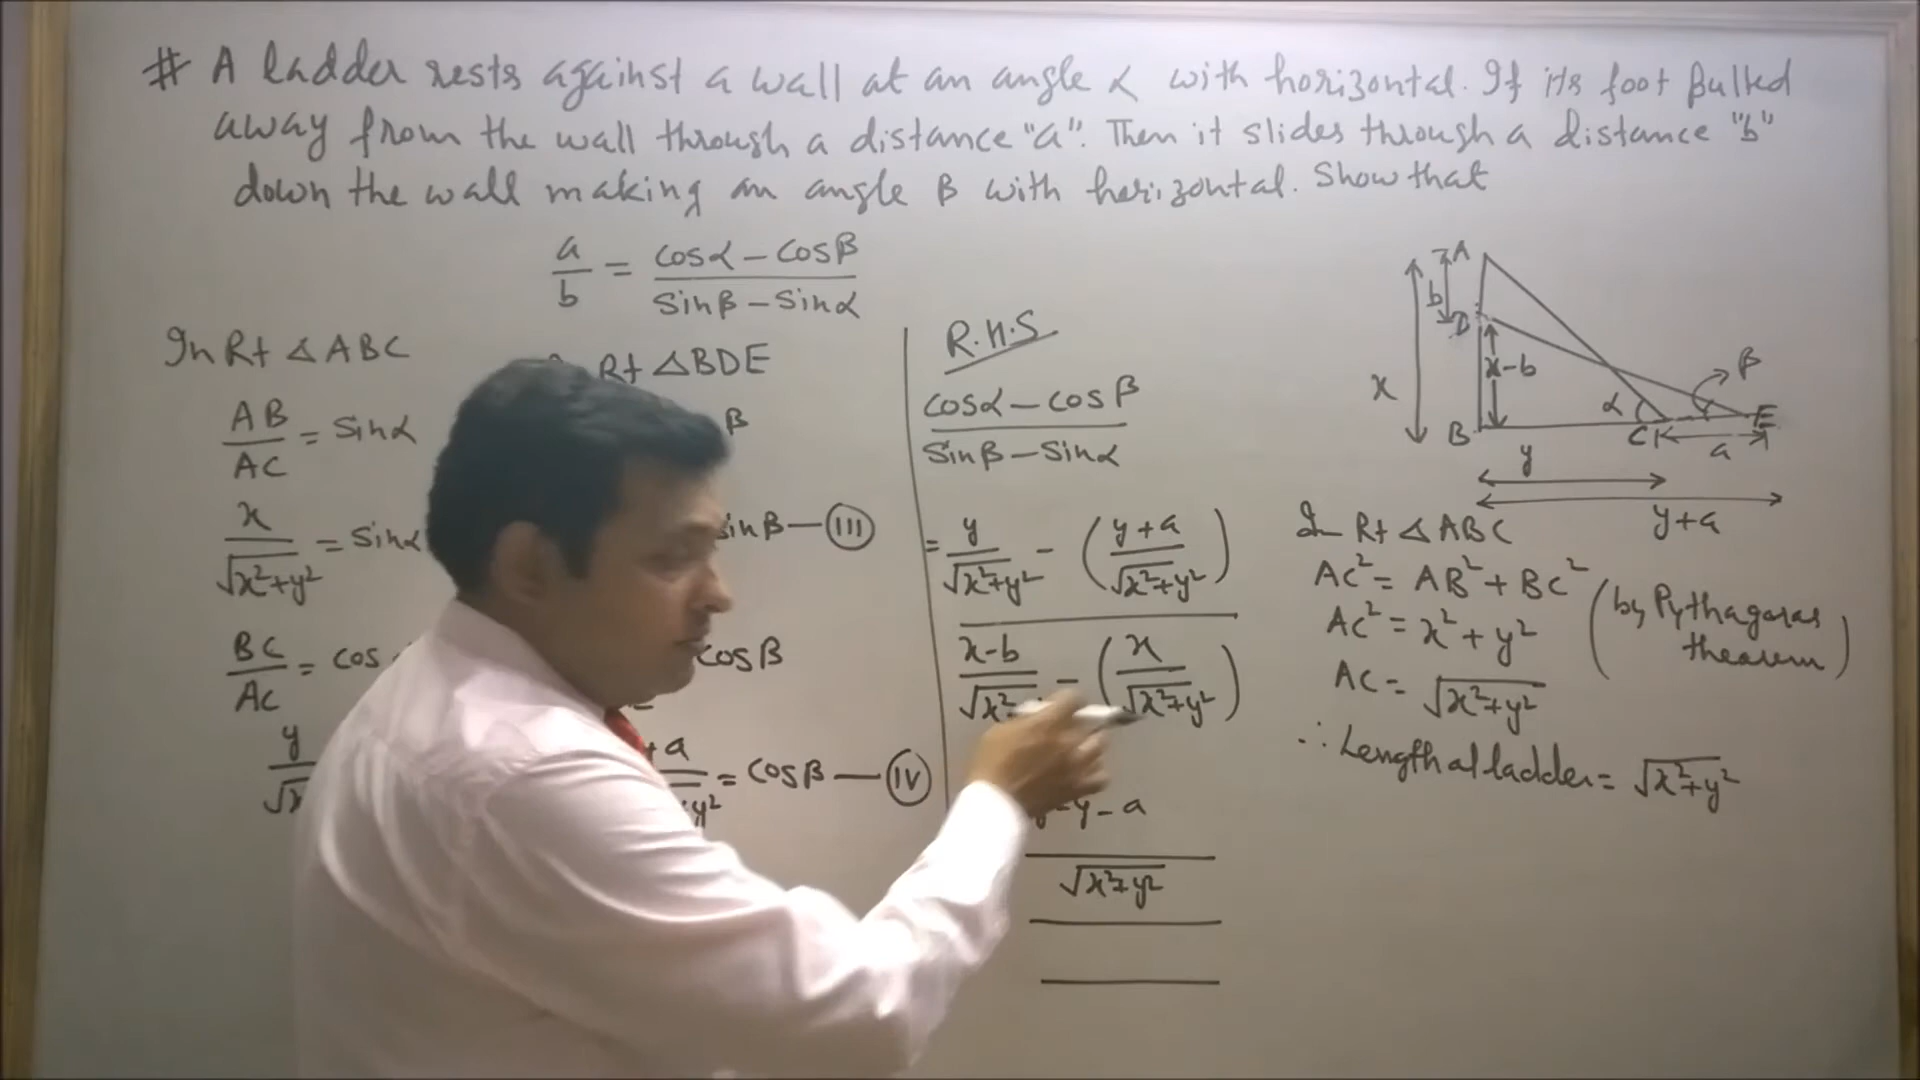 # A ladder rests against a wall at an angle α with horizontal. If its foot pulled
away from the wall through a distance "a". Then it slides through a distance "b"
down the wall making an angle β with horizontal. Show that
a/b = (cosα – cosβ)/(sinβ – sinα)
In Rt ⊿ ABC
AB/AC = sinα
x/√x²+y² = sinα
BC/AC = cos
y
Rt △BDE
β
sinβ — (III)
cosβ
+a
y²
= cosβ — (IV)
R.H.S
(cosα – cosβ)/(sinβ – sinα)
= y/√x²+y² – (y+a/√x²+y²)
x-b/√x² – (x/√x²+y²)
y – a
√x²+y²
A
b
D
x
x-b
β
α
B
C
E
y
a
y+a
In Rt ⊿ ABC
AC² = AB² + BC²
AC² = x² + y²
(by Pythagoras
thearem)
AC = √x²+y²
∴ Length of ladder = √x²+y²